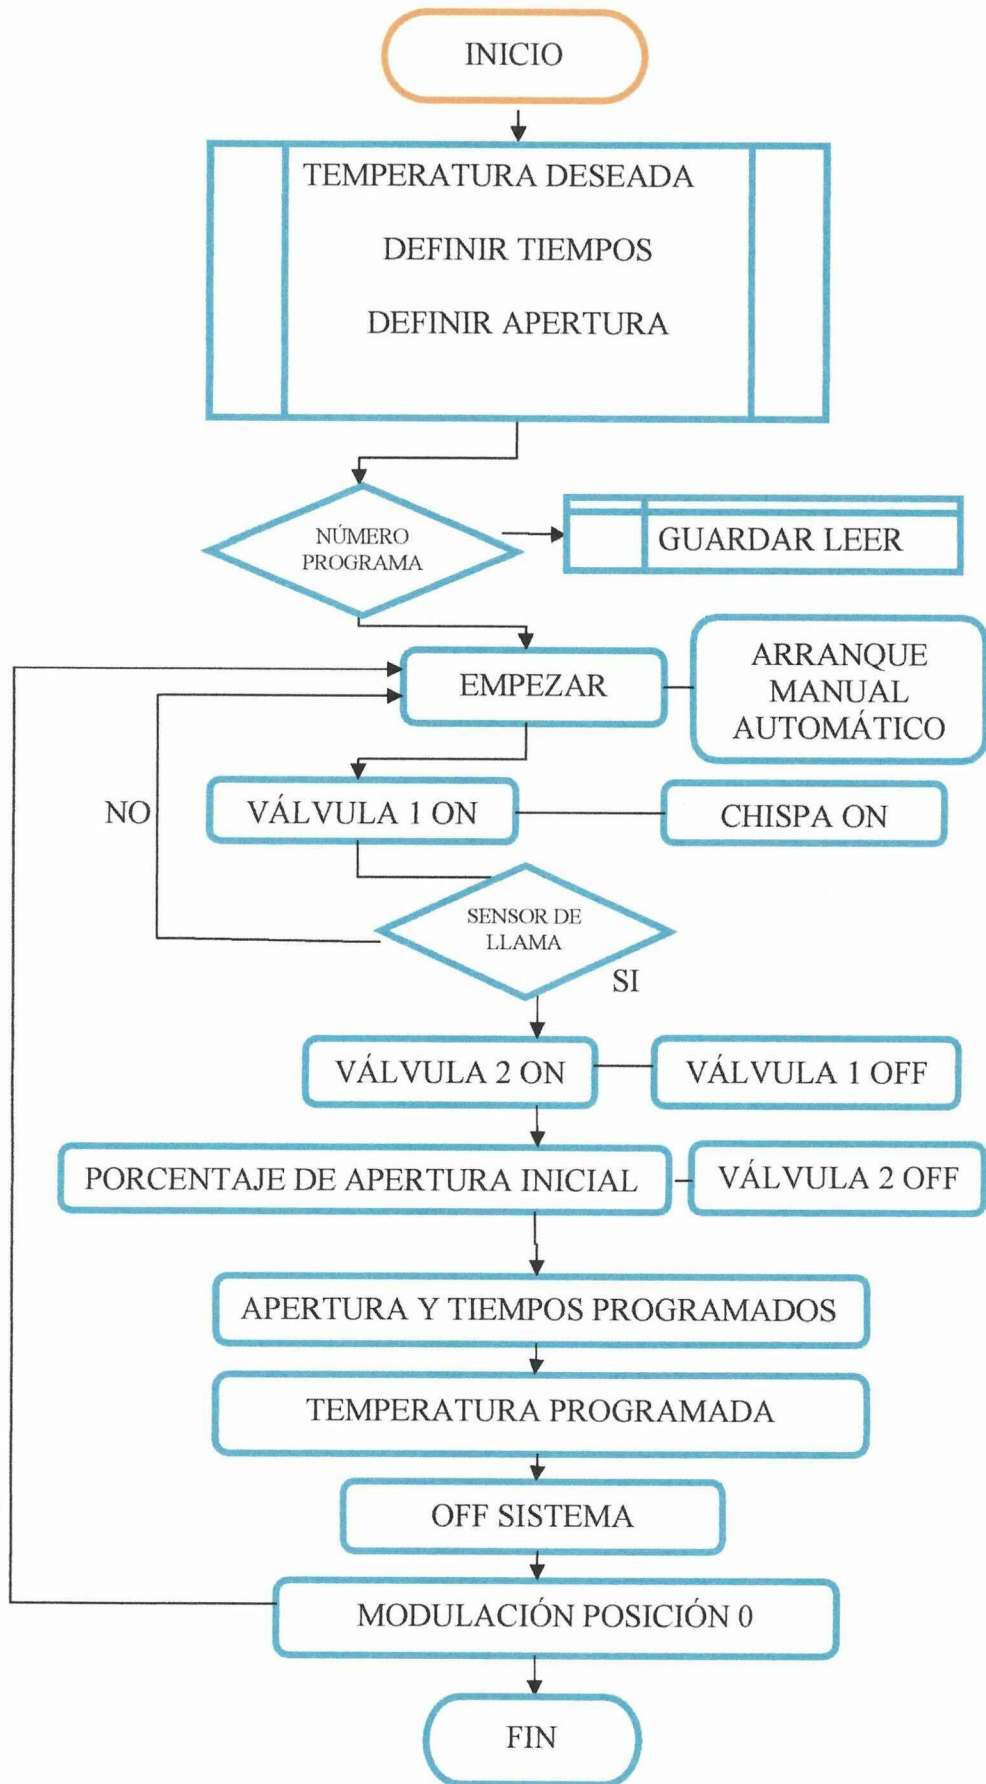 INICIO
TEMPERATURA DESEADA
DEFINIR TIEMPOS
DEFINIR APERTURA
NÚMERO
PROGRAMA
GUARDAR LEER
EMPEZAR
ARRANQUE
MANUAL
AUTOMÁTICO
NO
VÁLVULA 1 ON
CHISPA ON
SENSOR DE
LLAMA
SI
VÁLVULA 2 ON
VÁLVULA 1 OFF
PORCENTAJE DE APERTURA INICIAL
VÁLVULA 2 OFF
APERTURA Y TIEMPOS PROGRAMADOS
TEMPERATURA PROGRAMADA
OFF SISTEMA
MODULACIÓN POSICIÓN 0
FIN